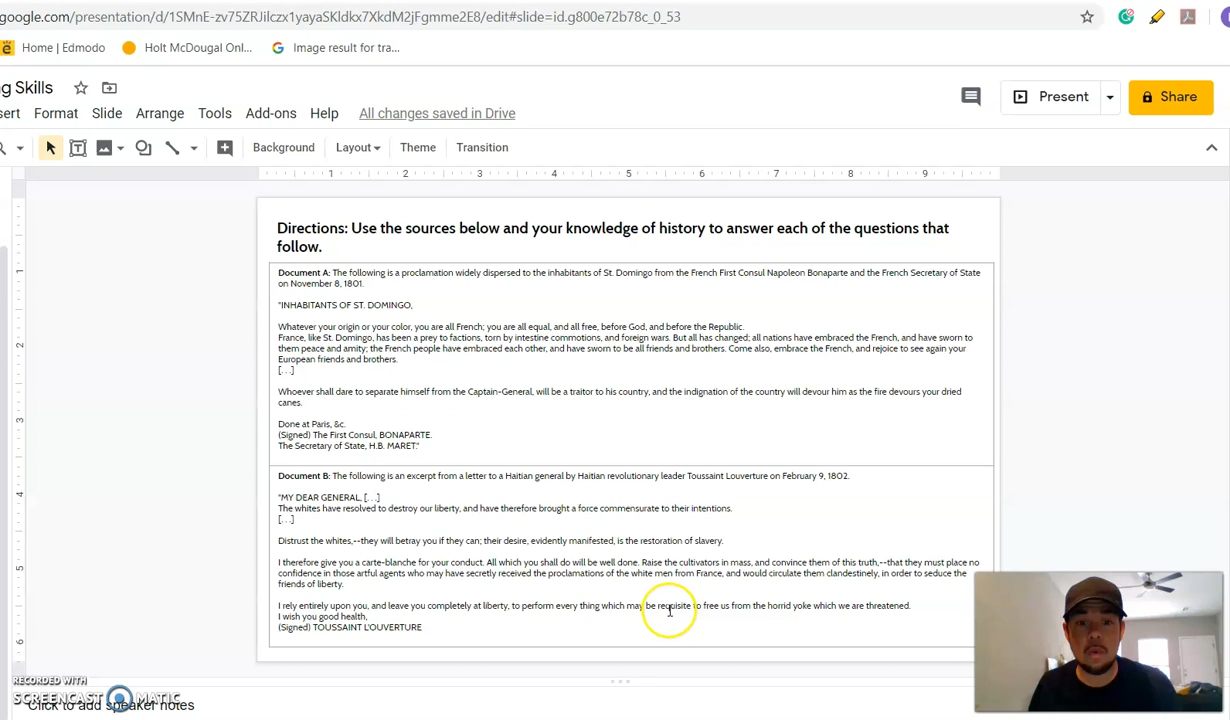 google.com/presentation/d/1SMnE-zv75ZRJilczx1yayaSKldkx7XkdM2jFgmme2E8/edit#slide=id.g800e72b78c_0_53
Home | Edmodo Holt McDougal Onl... Image result for tra...
ng Skills
sert Format Slide Arrange Tools Add-ons Help All changes saved in Drive
Present Share
Background Layout Theme Transition
1 2 3 4 5 6 7 8 9
Directions: Use the sources below and your knowledge of history to answer each of the questions that
follow.
Document A: The following is a proclamation widely dispersed to the inhabitants of St. Domingo from the French First Consul Napoleon Bonaparte and the French Secretary of State
on November 8, 1801.
"INHABITANTS OF ST. DOMINGO,
Whatever your origin or your color, you are all French; you are all equal, and all free, before God, and before the Republic.
France, like St. Domingo, has been a prey to factions, torn by intestine commotions, and foreign wars. But all has changed; all nations have embraced the French, and have sworn to
them peace and amity; the French people have embraced each other, and have sworn to be all friends and brothers. Come also, embrace the French, and rejoice to see again your
European friends and brothers.
[. . .]
Whoever shall dare to separate himself from the Captain-General, will be a traitor to his country, and the indignation of the country will devour him as the fire devours your dried
canes.
Done at Paris, &c.
(Signed) The First Consul, BONAPARTE.
The Secretary of State, H.B. MARET."
Document B: The following is an excerpt from a letter to a Haitian general by Haitian revolutionary leader Toussaint Louverture on February 9, 1802.
"MY DEAR GENERAL, [. . .]
The whites have resolved to destroy our liberty, and have therefore brought a force commensurate to their intentions.
[. . .]
Distrust the whites,--they will betray you if they can; their desire, evidently manifested, is the restoration of slavery.
I therefore give you a carte-blanche for your conduct. All which you shall do will be well done. Raise the cultivators in mass, and convince them of this truth,--that they must place no
confidence in those artful agents who may have secretly received the proclamations of the white men from France, and would circulate them clandestinely, in order to seduce the
friends of liberty.
I rely entirely upon you, and leave you completely at liberty, to perform every thing which may be requisite to free us from the horrid yoke which we are threatened.
I wish you good health,
(Signed) TOUSSAINT L'OUVERTURE
1
2
3
4
5
6
RECORDED WITH
SCREENCAST MATIC
Click to add speaker notes